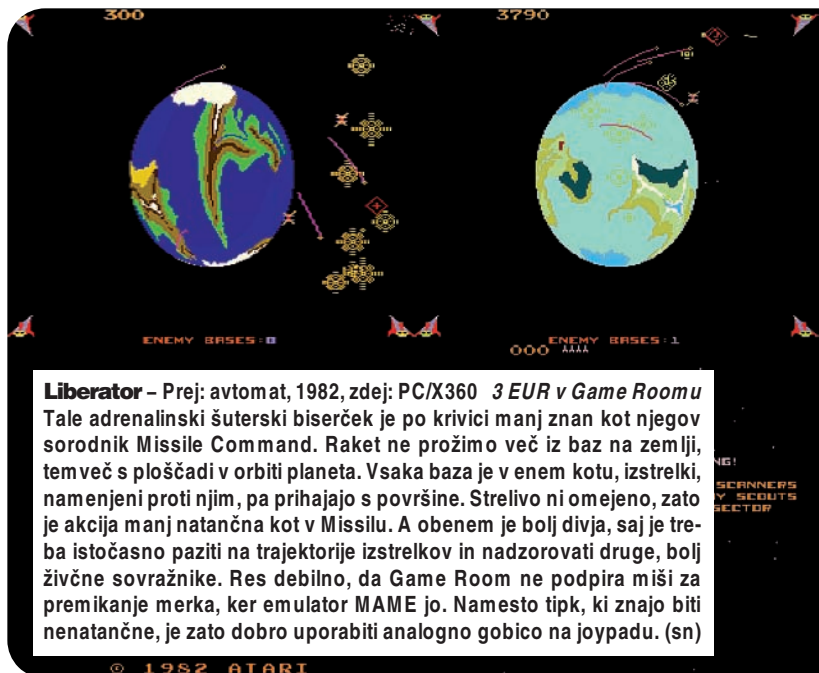 300
3790
ENEMY BASES:0
ENEMY BASES:1
000
Liberator – Prej: avtomat, 1982, zdej: PC/X360 3 EUR v Game Roomu
Tale adrenalinski šuterski biserček je po krivici manj znan kot njegov
sorodnik Missile Command. Raket ne prožimo več iz baz na zemlji,
temveč s ploščadi v orbiti planeta. Vsaka baza je v enem kotu, izstrelki,
namenjeni proti njim, pa prihajajo s površine. Strelivo ni omejeno, zato
je akcija manj natančna kot v Missilu. A obenem je bolj divja, saj je tre-
ba istočasno paziti na trajektorije izstrelkov in nadzorovati druge, bolj
živčne sovražnike. Res debilno, da Game Room ne podpira miši za
premikanje merka, ker emulator MAME jo. Namesto tipk, ki znajo biti
nenatančne, je zato dobro uporabiti analogno gobico na joypadu. (sn)
NG!
SCANNERS
Y SCOUTS
SECTOR
© 1982 ATARI